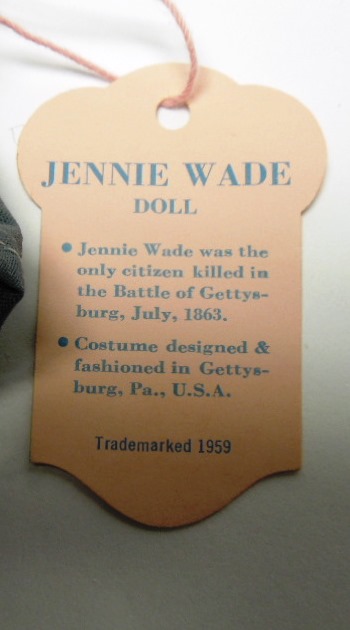 JENNIE WADE
DOLL
• Jennie Wade was the
only citizen killed in
the Battle of Gettys-
burg, July, 1863.
• Costume designed &
fashioned in Gettys-
burg, Pa., U.S.A.
Trademarked 1959